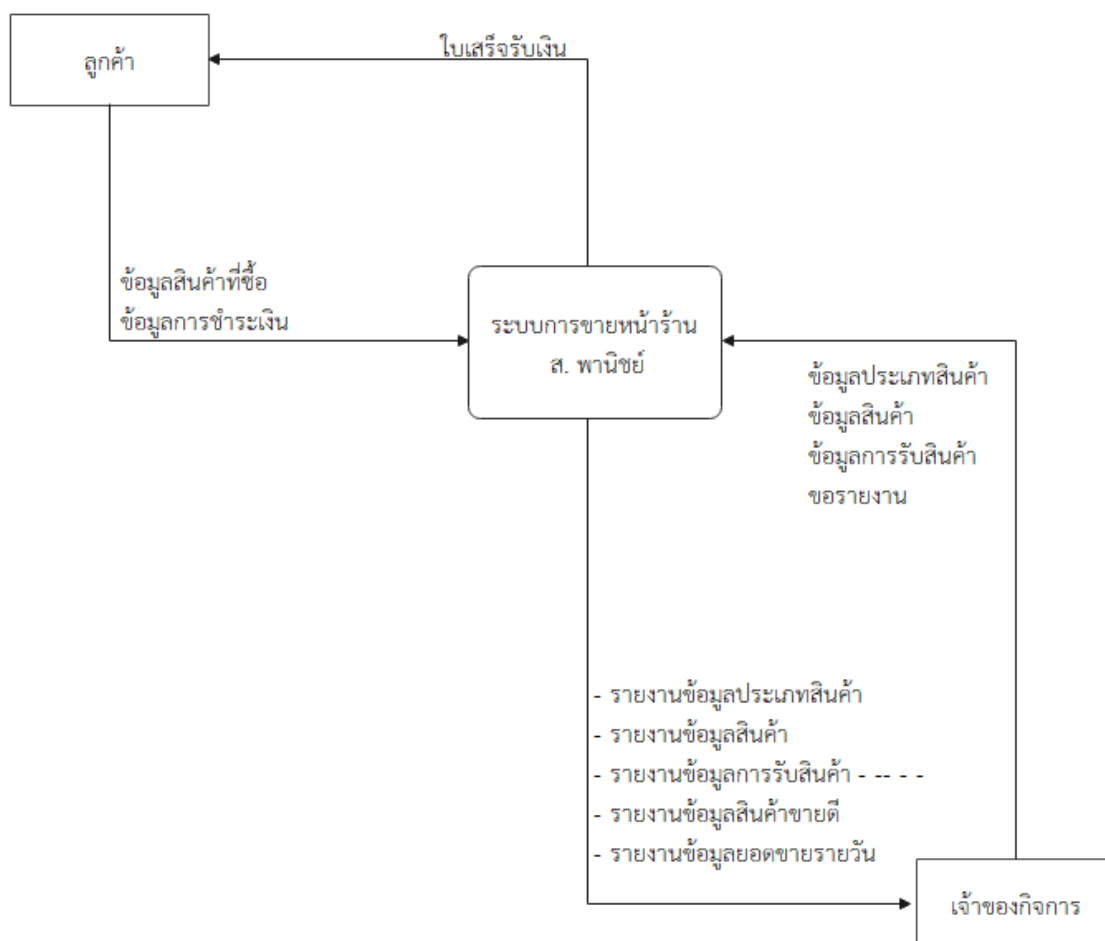 ใบเสร็จรับเงิน
ลูกค้า
ข้อมูลสินค้าที่ซื้อ
ข้อมูลการชำระเงิน
ระบบการขายหน้าร้าน
ส. พานิชย์
ข้อมูลประเภทสินค้า
ข้อมูลสินค้า
ข้อมูลการรับสินค้า
ขอรายงาน
- รายงานข้อมูลประเภทสินค้า
- รายงานข้อมูลสินค้า
- รายงานข้อมูลการรับสินค้า - -- - -
- รายงานข้อมูลสินค้าขายดี
- รายงานข้อมูลยอดขายรายวัน
เจ้าของกิจการ